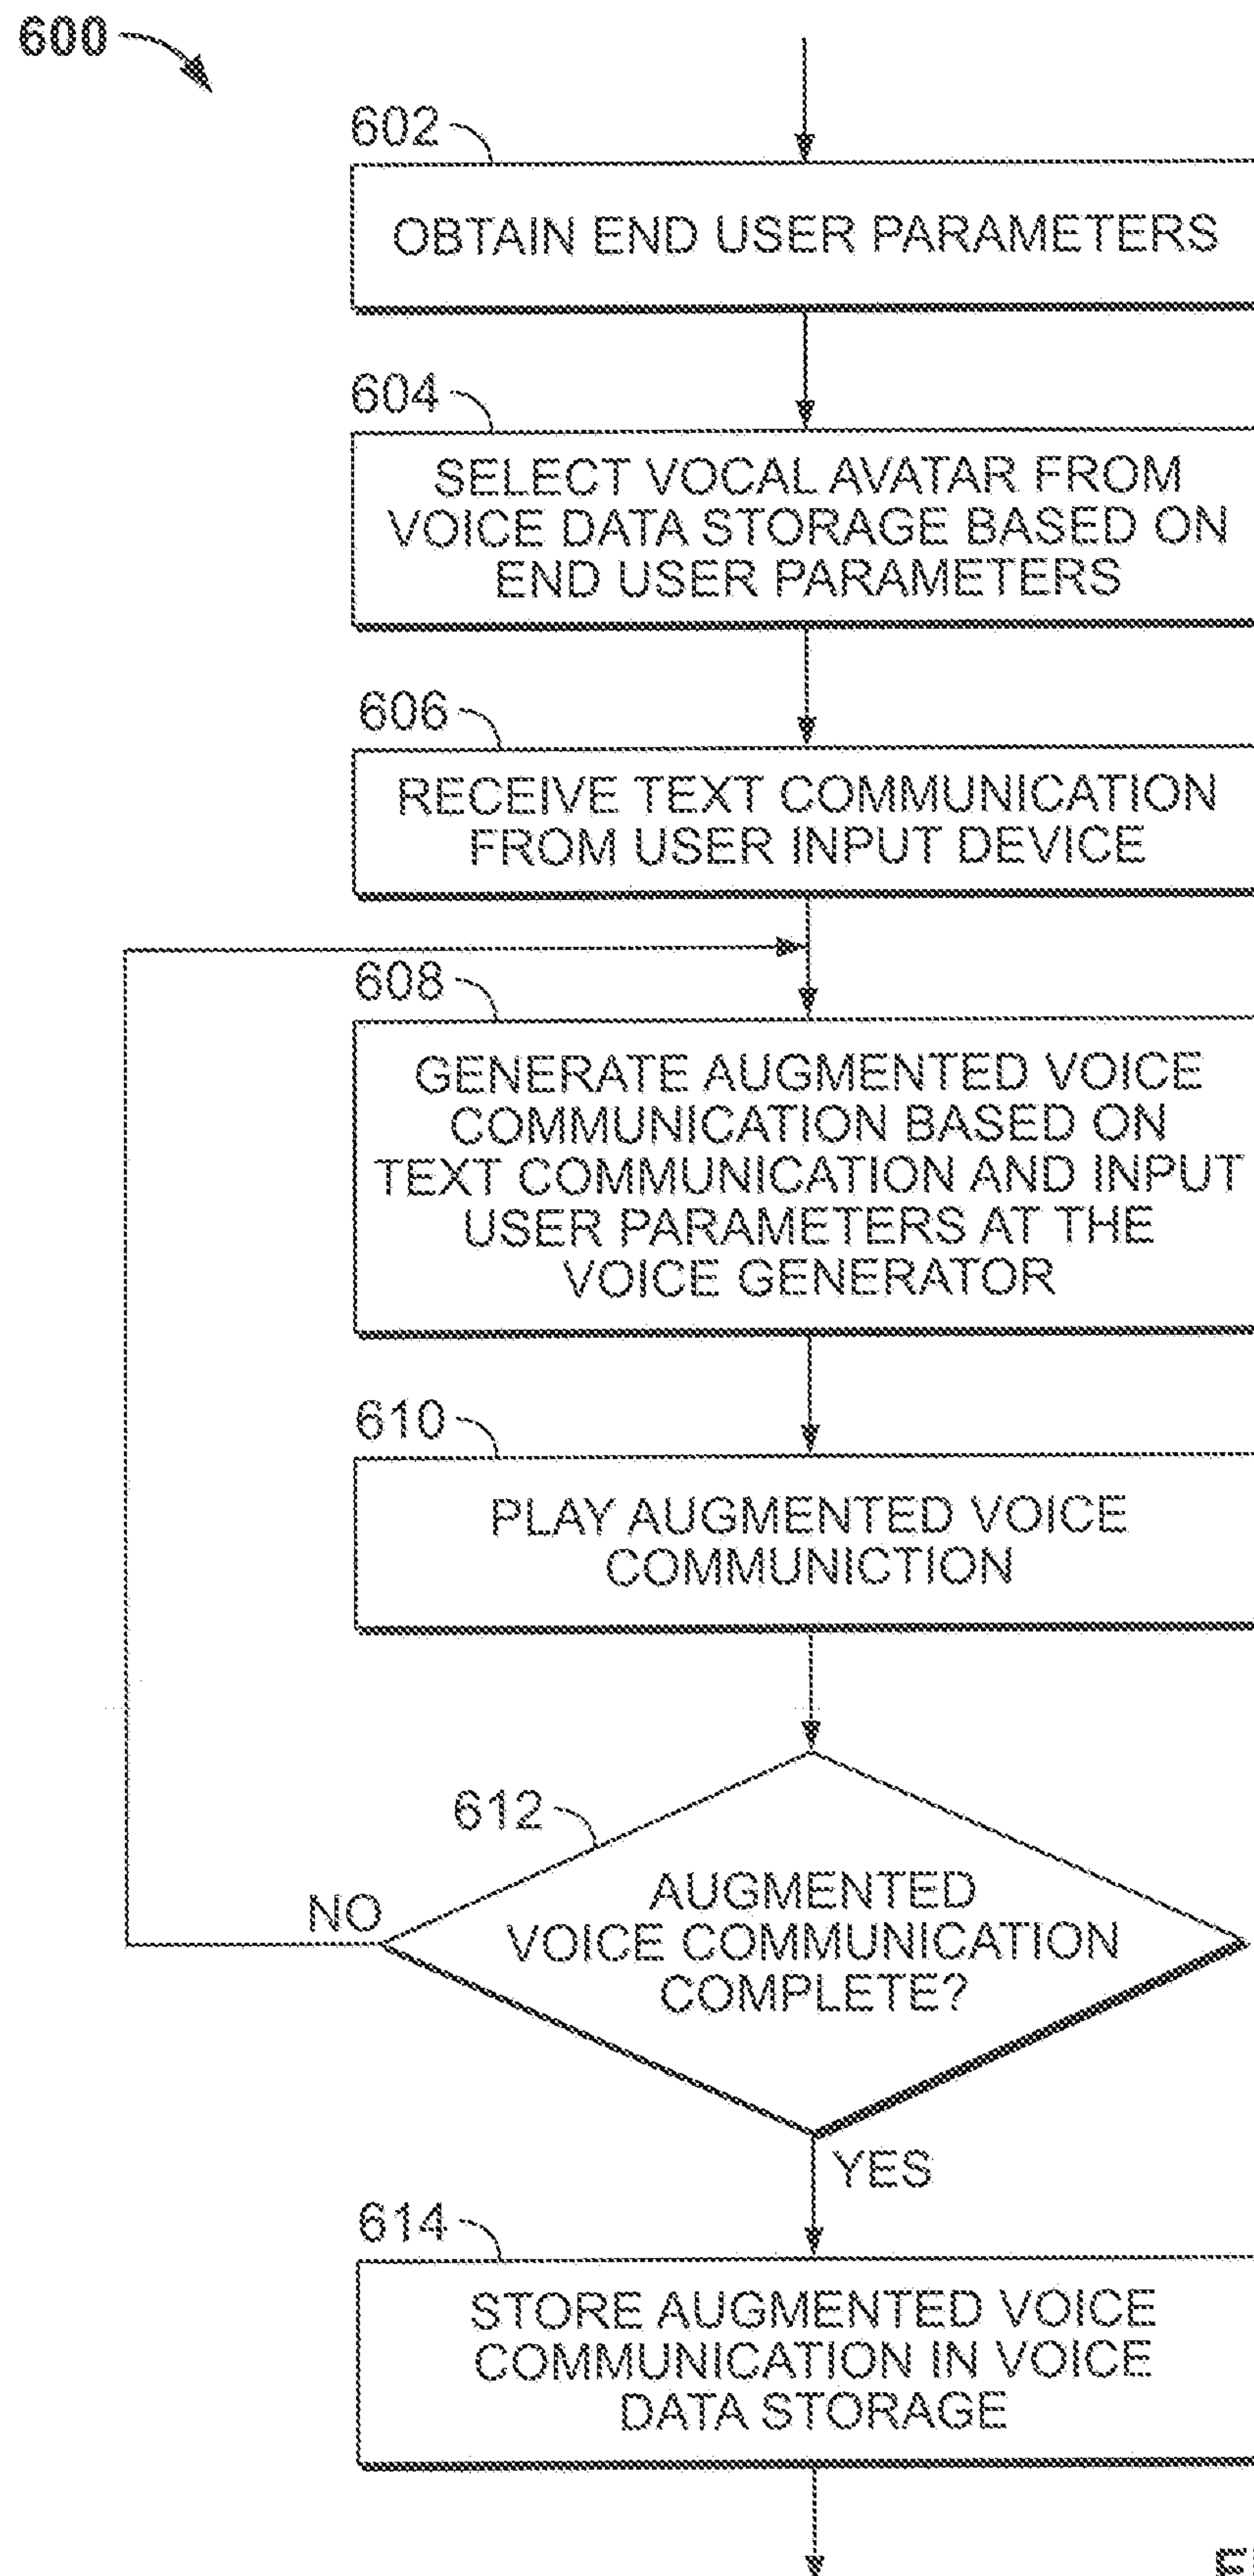 600
602
OBTAIN END USER PARAMETERS
604
SELECT VOCAL AVATAR FROM
VOICE DATA STORAGE BASED ON
END USER PARAMETERS
606
RECEIVE TEXT COMMUNICATION
FROM USER INPUT DEVICE
608
GENERATE AUGMENTED VOICE
COMMUNICATION BASED ON
TEXT COMMUNICATION AND INPUT
USER PARAMETERS AT THE
VOICE GENERATOR
610
PLAY AUGMENTED VOICE
COMMUNICTION
612
NO
AUGMENTED
VOICE COMMUNICATION
COMPLETE?
YES
614
STORE AUGMENTED VOICE
COMMUNICATION IN VOICE
DATA STORAGE